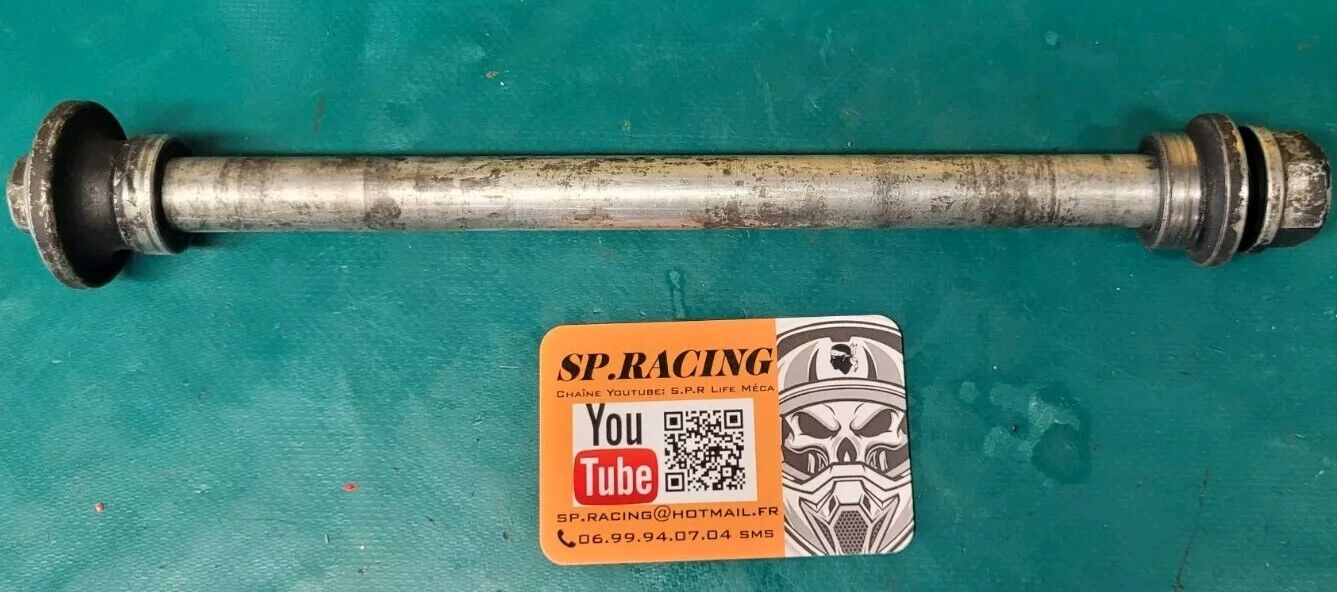 SP.RACING
Chaîne Youtube: S.P.R Life Méca
You
Tube
SP.RACING@HOTMAIL.FR
06.99.94.07.04 SMS